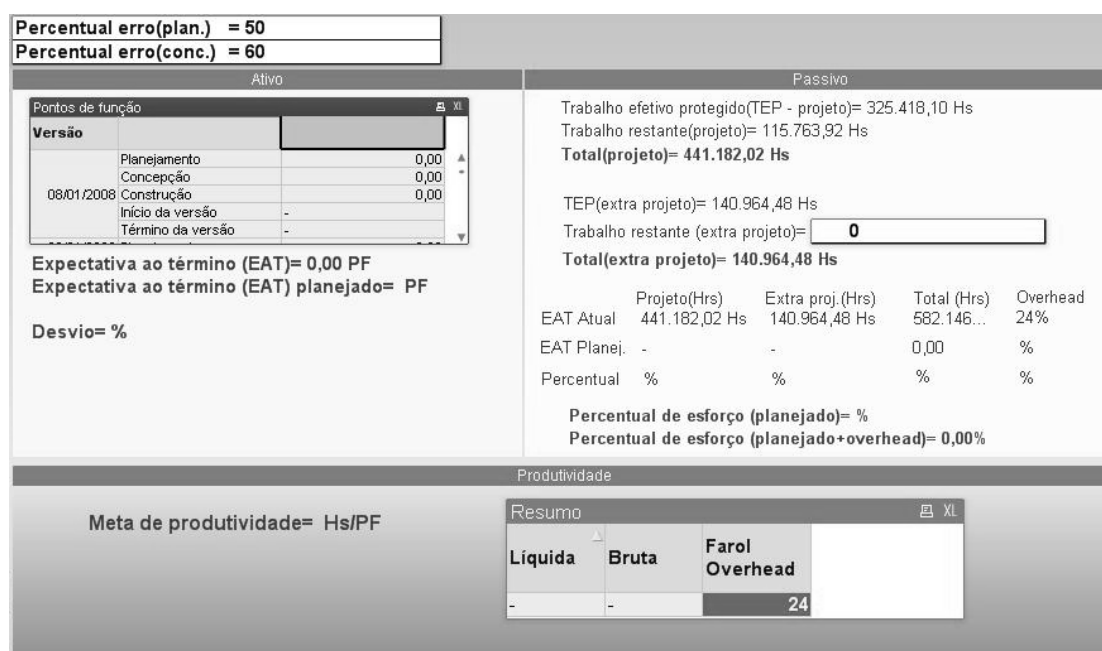 Percentual erro(plan.) = 50
Percentual erro(conc.) = 60
Ativo
Pontos de função XL
Versão
Planejamento 0,00
Concepção 0,00
08/01/2008 Construção 0,00
Início da versão -
Término da versão -
Expectativa ao término (EAT)= 0,00 PF
Expectativa ao término (EAT) planejado= PF
Desvio= %
Passivo
Trabalho efetivo protegido(TEP - projeto)= 325.418,10 Hs
Trabalho restante(projeto)= 115.763,92 Hs
Total(projeto)= 441.182,02 Hs
TEP(extra projeto)= 140.964,48 Hs
Trabalho restante (extra projeto)= 0
Total(extra projeto)= 140.964,48 Hs
Projeto(Hrs) Extra proj.(Hrs) Total (Hrs) Overhead
EAT Atual 441.182,02 Hs 140.964,48 Hs 582.146... 24%
EAT Planej. - - 0,00 %
Percentual % % % %
Percentual de esforço (planejado)= %
Percentual de esforço (planejado+overhead)= 0,00%
Produtividade
Meta de produtividade= Hs/PF
Resumo XL
Líquida Bruta Farol
Overhead
- - 24